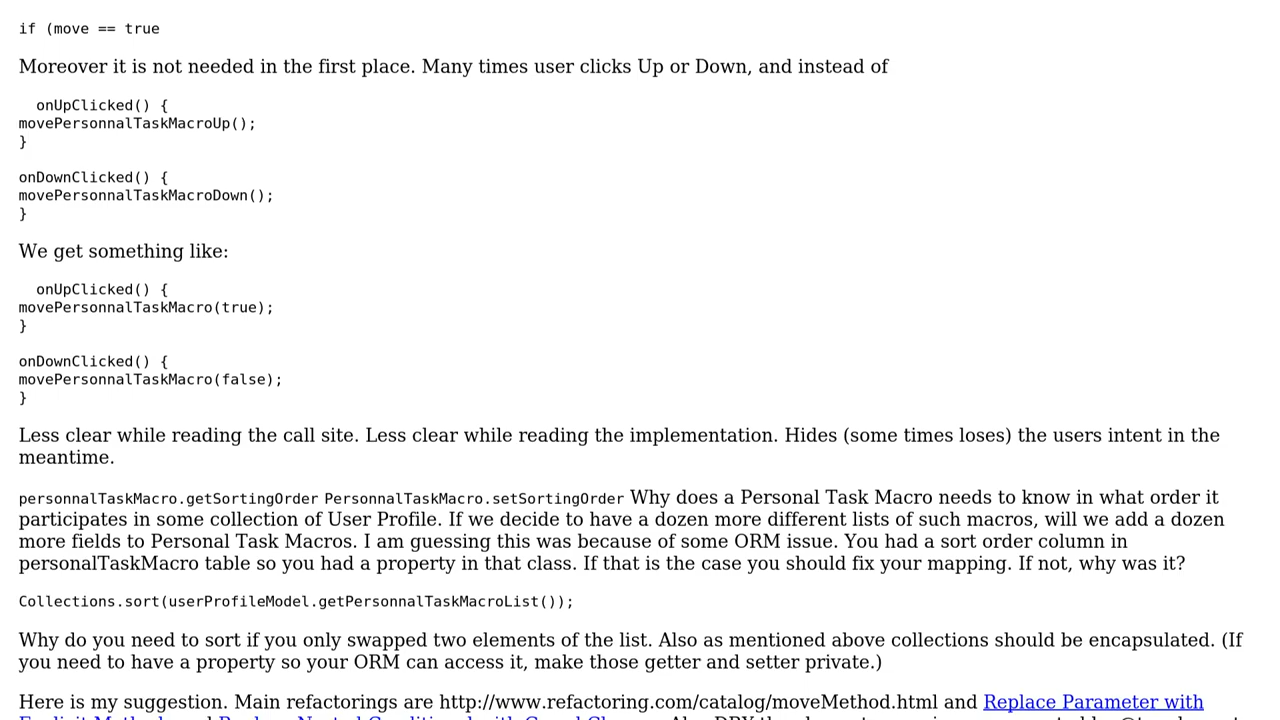 if (move == true
Moreover it is not needed in the first place. Many times user clicks Up or Down, and instead of
onUpClicked() {
movePersonnalTaskMacroUp();
}
onDownClicked() {
movePersonnalTaskMacroDown();
}
We get something like:
onUpClicked() {
movePersonnalTaskMacro(true);
}
onDownClicked() {
movePersonnalTaskMacro(false);
}
Less clear while reading the call site. Less clear while reading the implementation. Hides (some times loses) the users intent in the
meantime.
personnalTaskMacro.getSortingOrder PersonnalTaskMacro.setSortingOrder Why does a Personal Task Macro needs to know in what order it
participates in some collection of User Profile. If we decide to have a dozen more different lists of such macros, will we add a dozen
more fields to Personal Task Macros. I am guessing this was because of some ORM issue. You had a sort order column in
personalTaskMacro table so you had a property in that class. If that is the case you should fix your mapping. If not, why was it?
Collections.sort(userProfileModel.getPersonnalTaskMacroList());
Why do you need to sort if you only swapped two elements of the list. Also as mentioned above collections should be encapsulated. (If
you need to have a property so your ORM can access it, make those getter and setter private.)
Here is my suggestion. Main refactorings are http://www.refactoring.com/catalog/moveMethod.html and Replace Parameter with